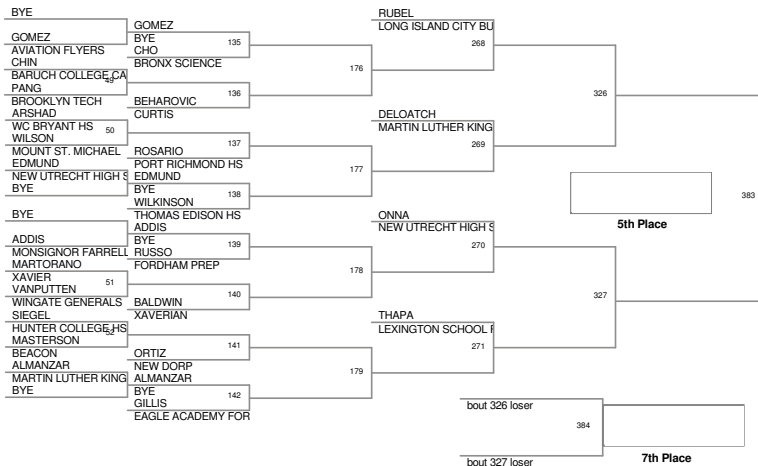 BYE
GOMEZ
AVIATION FLYERS
CHIN
BARUCH COLLEGE CA
49
PANG
BROOKLYN TECH
ARSHAD
WC BRYANT HS
50
WILSON
MOUNT ST. MICHAEL
EDMUND
NEW UTRECHT HIGH S
BYE
BYE
ADDIS
MONSIGNOR FARRELL
MARTORANO
XAVIER
51
VANPUTTEN
WINGATE GENERALS
SIEGEL
HUNTER COLLEGE HS
52
MASTERSON
BEACON
ALMANZAR
MARTIN LUTHER KING
BYE
GOMEZ
BYE
135
CHO
BRONX SCIENCE
136
BEHAROVIC
CURTIS
137
ROSARIO
PORT RICHMOND HS
EDMUND
BYE
138
WILKINSON
THOMAS EDISON HS
ADDIS
BYE
139
RUSSO
FORDHAM PREP
140
BALDWIN
XAVERIAN
141
ORTIZ
NEW DORP
ALMANZAR
BYE
142
GILLIS
EAGLE ACADEMY FOR
176
177
178
179
RUBEL
LONG ISLAND CITY BU
268
DELOATCH
MARTIN LUTHER KING
269
ONNA
NEW UTRECHT HIGH S
270
THAPA
LEXINGTON SCHOOL F
271
326
327
383
5th Place
bout 326 loser
384
bout 327 loser
7th Place